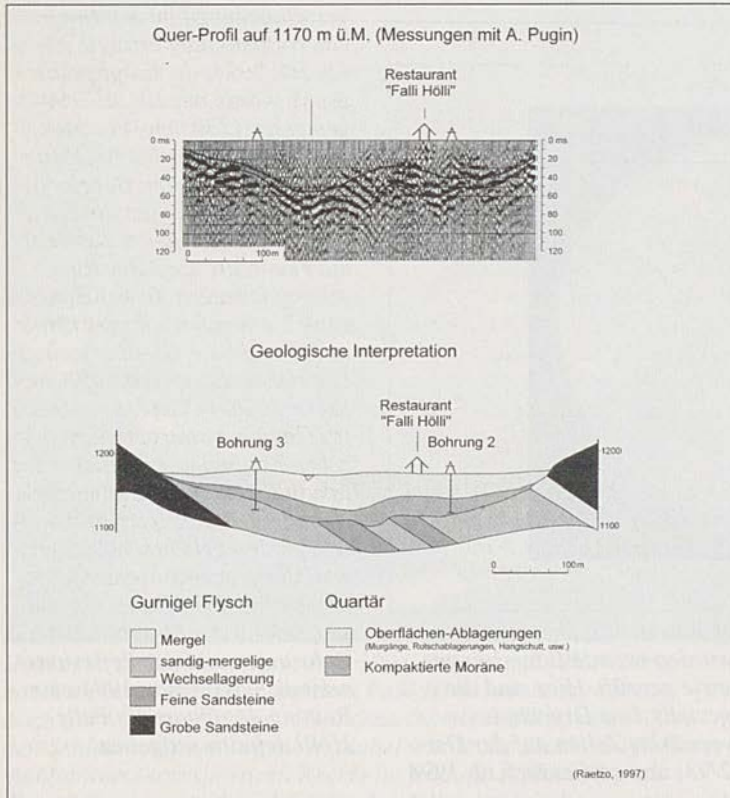 Quer-Profil auf 1170 m ü.M. (Messungen mit A. Pugin)
Restaurant
"Falli Hölli"
0 ms
20
40
60
80
100
120
0 ms
20
40
60
80
100
120
0
100m
Geologische Interpretation
Restaurant
"Falli Hölli"
Bohrung 3
Bohrung 2
1200
1100
1200
1100
0
100m
Gurnigel Flysch
Mergel
sandig-mergelige
Wechsellagerung
Feine Sandsteine
Grobe Sandsteine
Quartär
Oberflächen-Ablagerungen
(Murgänge, Rutschablagerungen, Hangschutt, usw.)
Kompaktierte Moräne
(Raetzo, 1997)